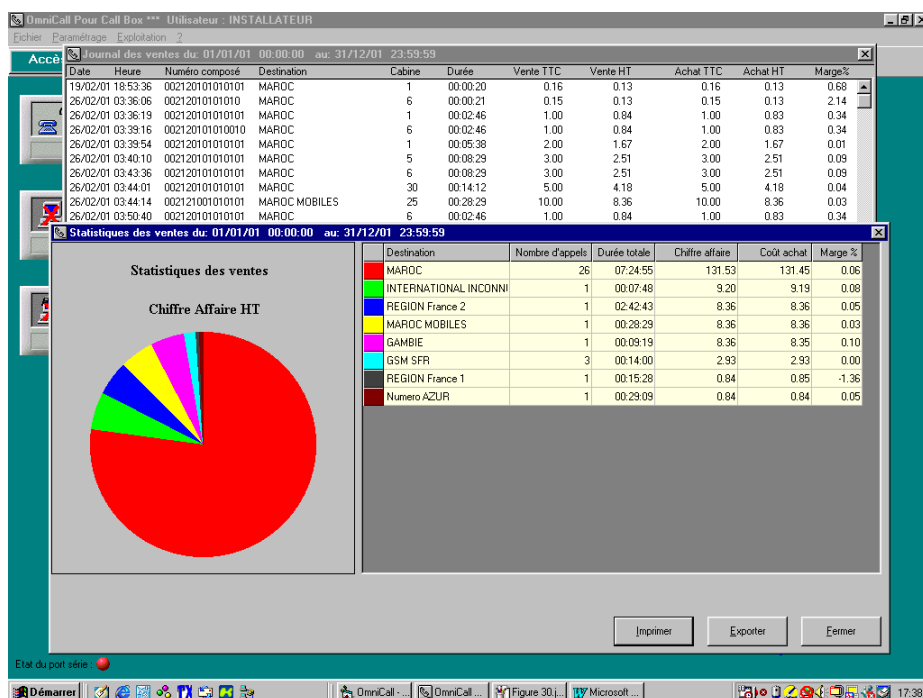 OmniCall Pour Call Box *** Utilisateur : INSTALLATEUR
Fichier Paramétrage Exploitation ?
Accè
Journal des ventes du: 01/01/01 00:00:00 au: 31/12/01 23:59:59
Date Heure Numéro composé Destination Cabine Durée Vente TTC Vente HT Achat TTC Achat HT Marge%
19/02/01 18:53:36 002120101010101 MAROC 1 00:00:20 0.16 0.13 0.16 0.13 0.68
26/02/01 03:36:06 00212010101010 MAROC 6 00:00:21 0.15 0.13 0.15 0.13 2.14
26/02/01 03:36:19 002120101010101 MAROC 1 00:02:46 1.00 0.84 1.00 0.83 0.34
26/02/01 03:39:16 002120101010010 MAROC 6 00:02:46 1.00 0.84 1.00 0.83 0.34
26/02/01 03:39:54 002120101010101 MAROC 1 00:05:38 2.00 1.67 2.00 1.67 0.01
26/02/01 03:40:10 002120101010101 MAROC 5 00:08:29 3.00 2.51 3.00 2.51 0.09
26/02/01 03:43:36 002120101010101 MAROC 6 00:08:29 3.00 2.51 3.00 2.51 0.09
26/02/01 03:44:01 002120101010101 MAROC 30 00:14:12 5.00 4.18 5.00 4.18 0.04
26/02/01 03:44:14 002121001010101 MAROC MOBILES 25 00:28:29 10.00 8.36 10.00 8.36 0.03
26/02/01 03:50:40 002120101010101 MAROC 6 00:02:46 1.00 0.84 1.00 0.83 0.34
Statistiques des ventes du: 01/01/01 00:00:00 au: 31/12/01 23:59:59
Statistiques des ventes
Chiffre Affaire HT
Destination Nombre d'appels Durée totale Chiffre affaire Coût achat Marge %
MAROC 26 07:24:55 131.53 131.45 0.06
INTERNATIONAL INCONNU 1 00:07:48 9.20 9.19 0.08
REGION France 2 1 02:42:43 8.36 8.36 0.05
MAROC MOBILES 1 00:28:29 8.36 8.36 0.03
GAMBIE 1 00:09:19 8.36 8.35 0.10
GSM SFR 3 00:14:00 2.93 2.93 0.00
REGION France 1 1 00:15:28 0.84 0.85 -1.36
Numero AZUR 1 00:29:09 0.84 0.84 0.05
Imprimer Exporter Fermer
Etat du port série :
Démarrer OmniCall - ... OmniCall ... Figure 30.j... Microsoft ... 17:39